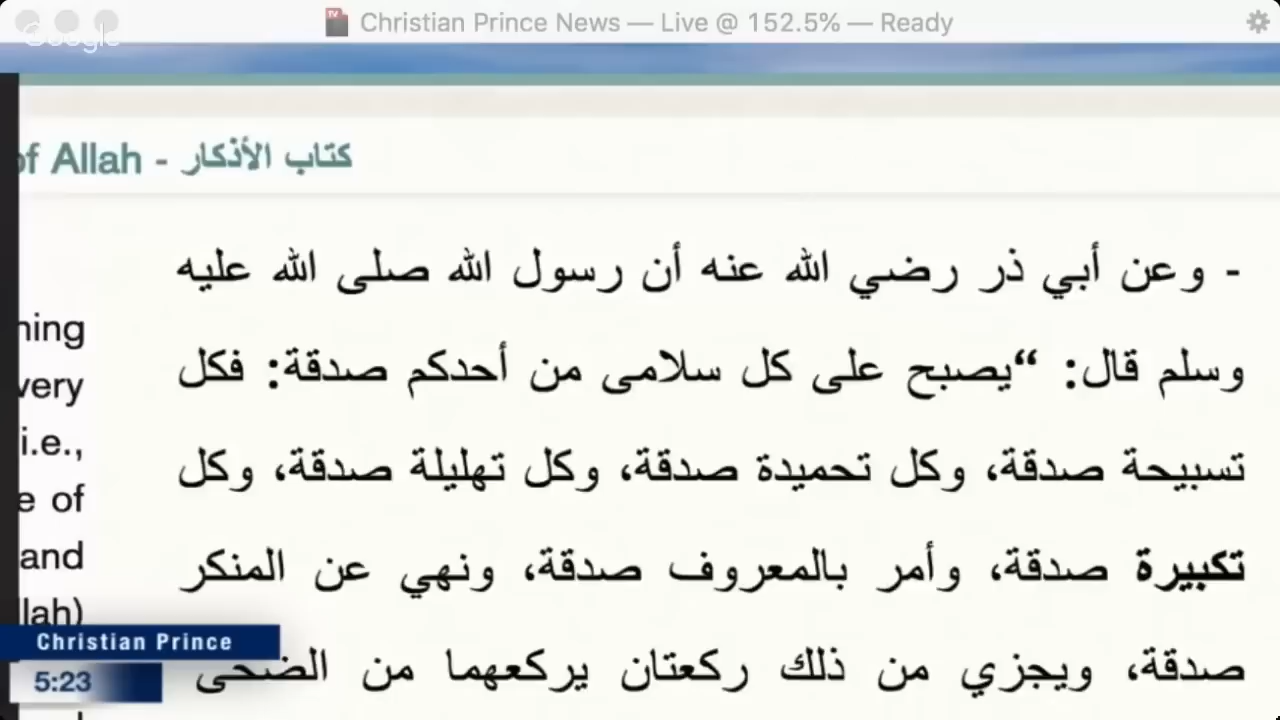 Christian Prince News — Live @ 152.5% — Ready
Google
of Allah - كتاب الأذكار
- وعن أبي ذر رضي الله عنه أن رسول الله صلى الله عليه
وسلم قال: “يصبح على كل سلامى من أحدكم صدقة: فكل
تسبيحة صدقة، وكل تحميدة صدقة، وكل تهليلة صدقة، وكل
تكبيرة صدقة، وأمر بالمعروف صدقة، ونهي عن المنكر
صدقة، ويجزي من ذلك ركعتان يركعهما من الضحى
ning
very
i.e.,
e of
and
lah)
Christian Prince
5:23